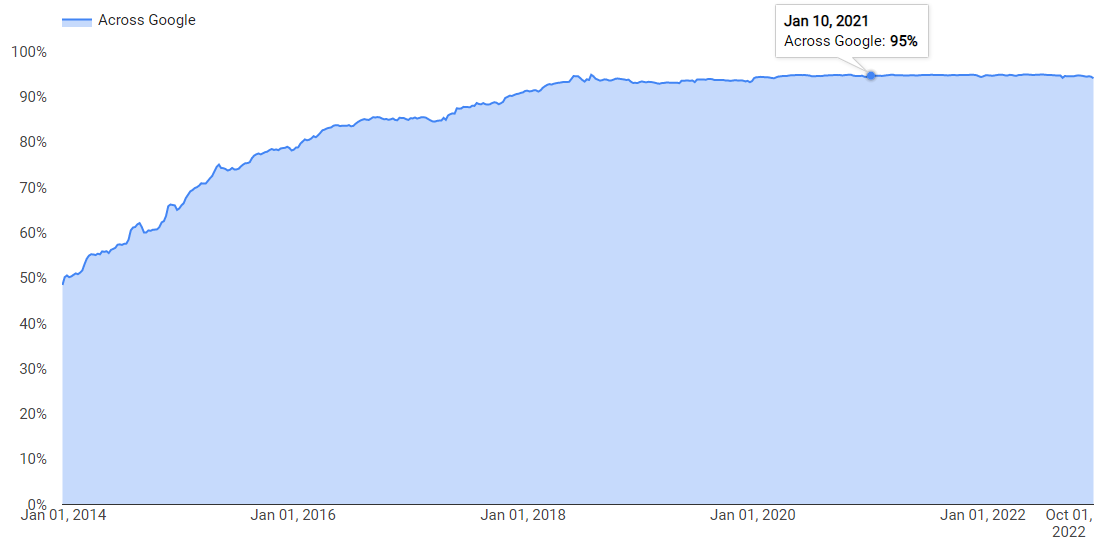 Across Google
Jan 10, 2021
Across Google: 95%
100%
90%
80%
70%
60%
50%
40%
30%
20%
10%
0%
Jan 01, 2014
Jan 01, 2016
Jan 01, 2018
Jan 01, 2020
Jan 01, 2022
Oct 01,
2022